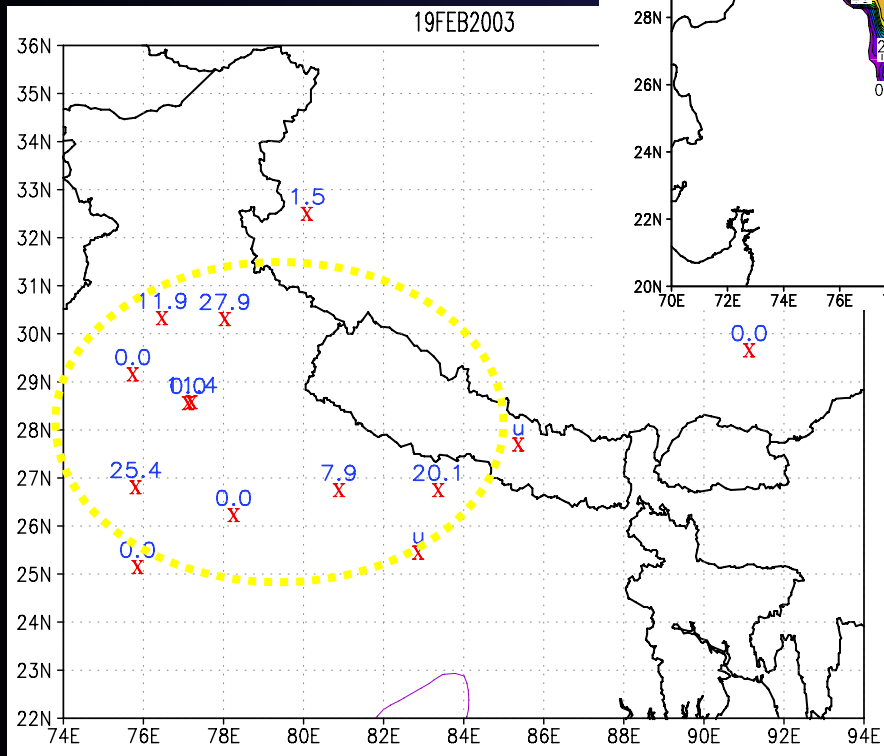 19FEB2003
36N
35N
34N
33N
32N
31N
30N
29N
28N
27N
26N
25N
24N
23N
22N
74E 76E 78E 80E 82E 84E 86E 88E 90E 92E 94E
1.5
11.9 27.9
0.0
0.0
25.4
7.9 20.1
0.0
0.0
u
u
X
28N
26N
24N
22N
20N
70E 72E 74E 76E
2
0